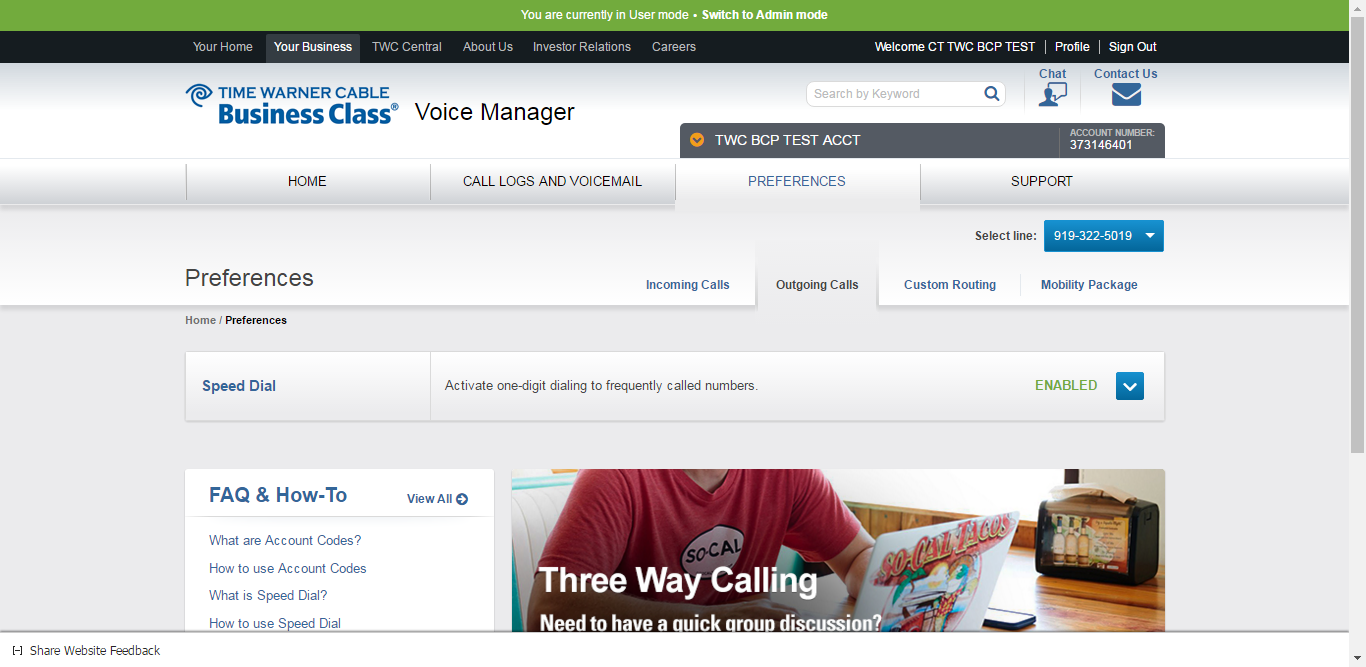 You are currently in User mode • Switch to Admin mode
Your Home Your Business TWC Central About Us Investor Relations Careers Welcome CT TWC BCP TEST Profile Sign Out
TIME WARNER CABLE
Business Class® Voice Manager
Search by Keyword
Chat
Contact Us
TWC BCP TEST ACCT
ACCOUNT NUMBER:
373146401
HOME CALL LOGS AND VOICEMAIL PREFERENCES SUPPORT
Select line: 919-322-5019
Preferences
Incoming Calls Outgoing Calls Custom Routing Mobility Package
Home / Preferences
Speed Dial Activate one-digit dialing to frequently called numbers. ENABLED
FAQ & How-To View All
What are Account Codes?
How to use Account Codes
What is Speed Dial?
How to use Speed Dial
SO-CAL
SO-CAL TACOS
Three Way Calling
Need to have a quick group discussion?
[-] Share Website Feedback